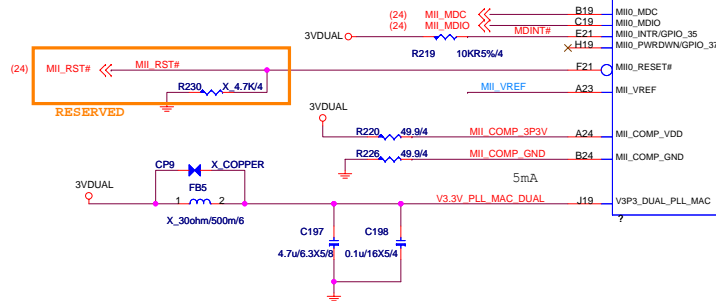 (24) MII_MDC B19 MII0_MDC
(24) MII_MDIO C19 MII0_MDIO
3VDUAL MDINT# E21 MII0_INTR/GPIO_35
R219 10KR5%/4 H19 MII0_PWRDWN/GPIO_37
(24) MII_RST# MII_RST# F21 MII0_RESET#
R230 X_4.7K/4
MII_VREF A23 MII_VREF
RESERVED
3VDUAL
R220 49.9/4 MII_COMP_3P3V A24 MII_COMP_VDD
R226 49.9/4 MII_COMP_GND B24 MII_COMP_GND
CP9 X_COPPER
5mA
3VDUAL FB5
1 2 V3.3V_PLL_MAC_DUAL J19 V3P3_DUAL_PLL_MAC
X_30ohm/500m/6 ?
C197 C198
4.7u/6.3X5/8 0.1u/16X5/4